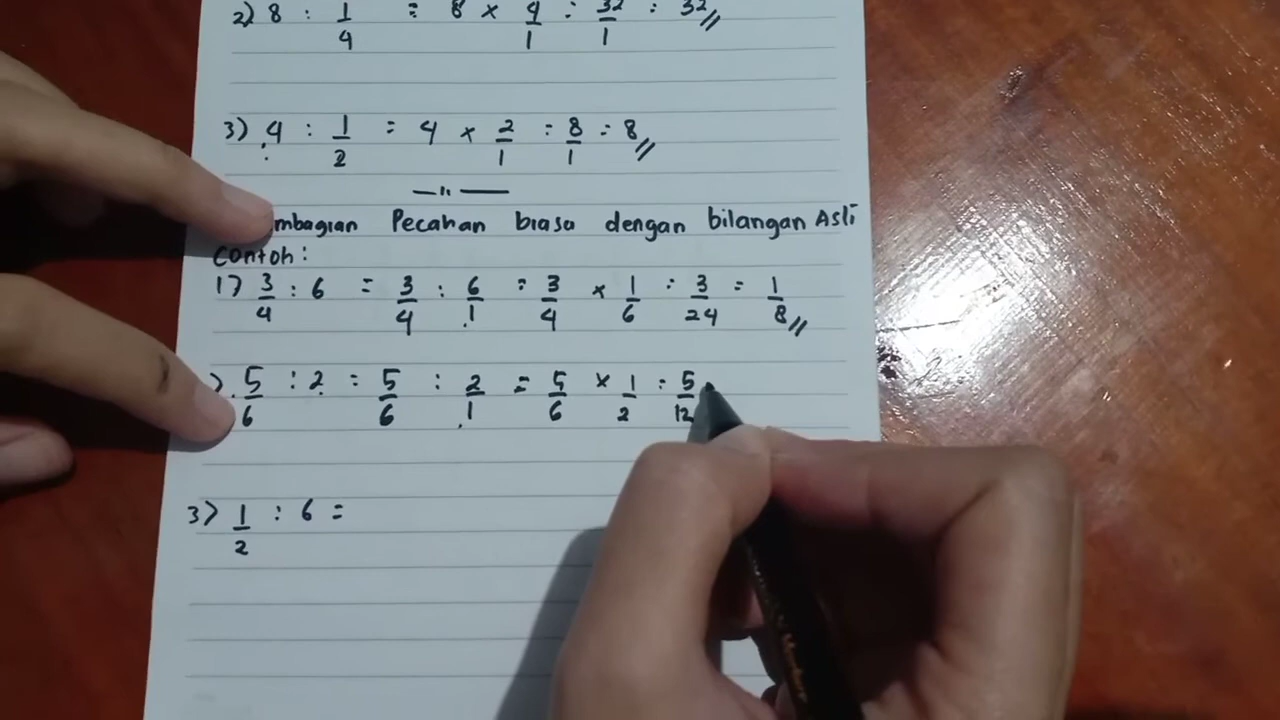 2) 8 : 1/4 = 8 × 4/1 = 32/1 = 32//
3) 4 : 1/2 = 4 × 2/1 = 8/1 = 8//
—"—
mbagian Pecahan biasa dengan bilangan Asli
Contoh:
1) 3/4 : 6 = 3/4 : 6/1 = 3/4 × 1/6 = 3/24 = 1/8//
) 5/6 : 2 = 5/6 : 2/1 = 5/6 × 1/2 = 5/12
3) 1/2 : 6 =